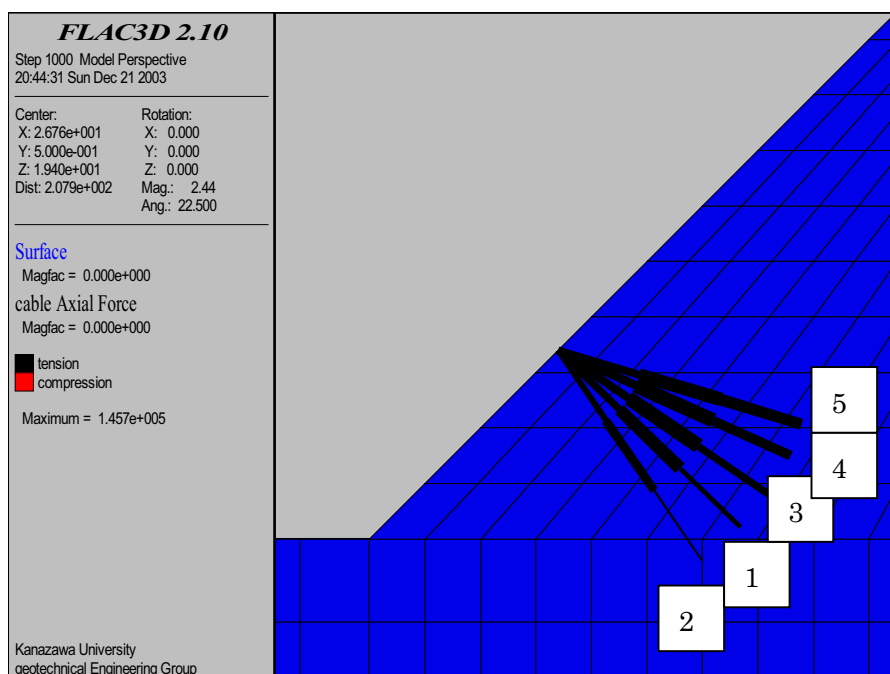 FLAC3D 2.10
Step 1000 Model Perspective
20:44:31 Sun Dec 21 2003
Center:
X: 2.676e+001
Y: 5.000e-001
Z: 1.940e+001
Dist: 2.079e+002
Rotation:
X: 0.000
Y: 0.000
Z: 0.000
Mag.: 2.44
Ang.: 22.500
Surface
Magfac = 0.000e+000
cable Axial Force
Magfac = 0.000e+000
tension
compression
Maximum = 1.457e+005
Kanazawa University
geotechnical Engineering Group
5
4
3
1
2